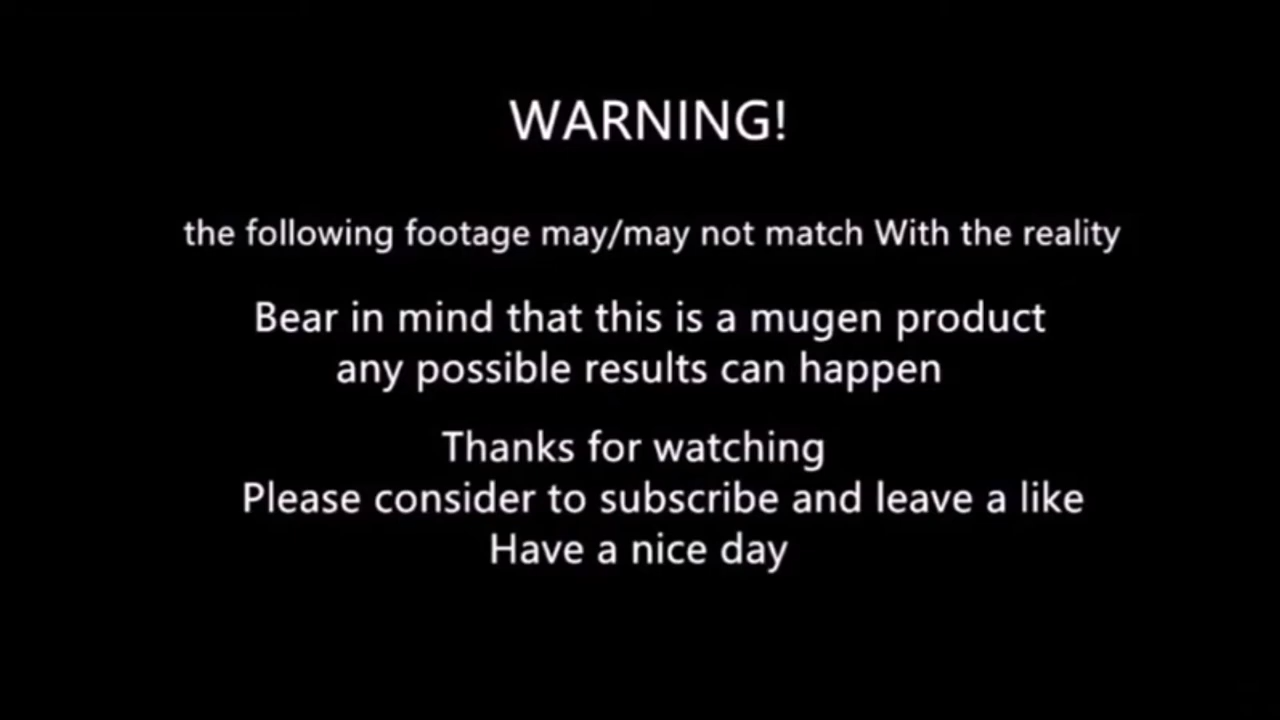 WARNING!
the following footage may/may not match With the reality
Bear in mind that this is a mugen product
any possible results can happen
Thanks for watching
Please consider to subscribe and leave a like
Have a nice day